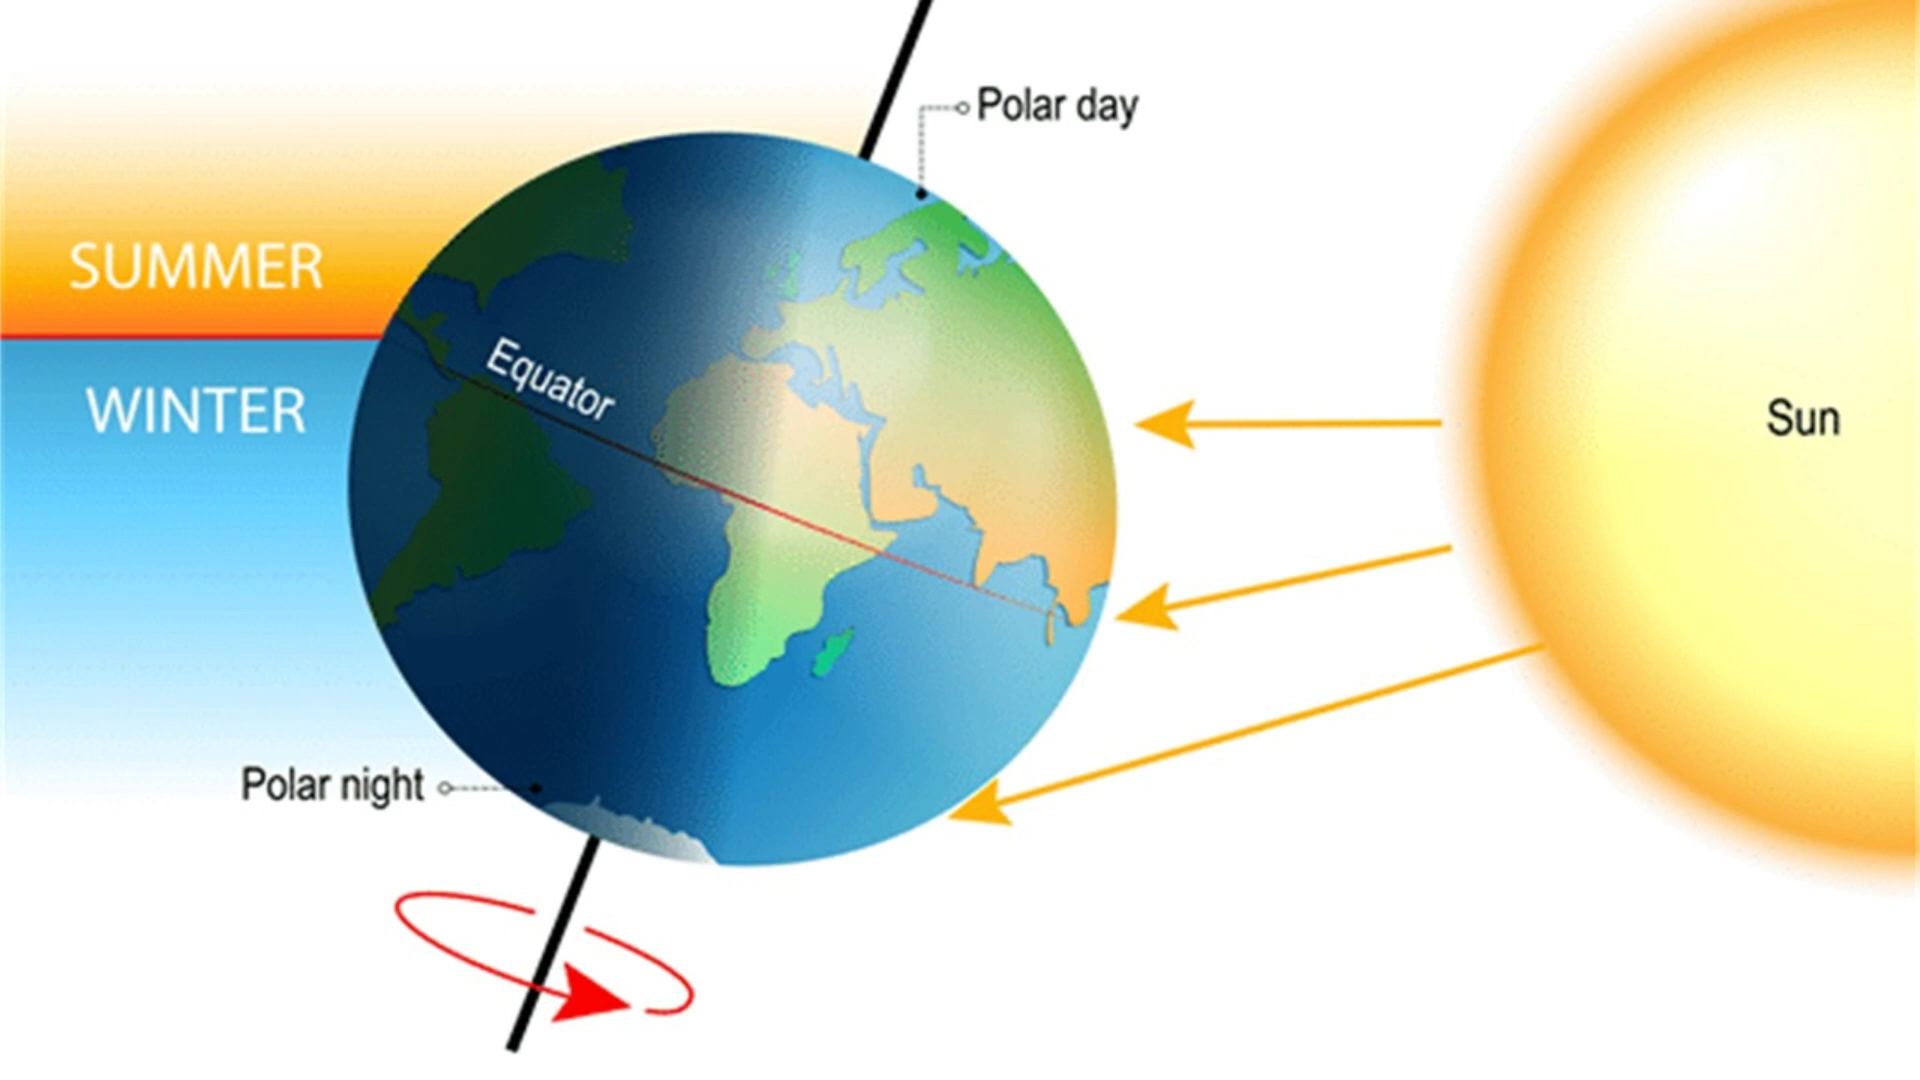 Polar day
SUMMER
Equator
WINTER
Sun
Polar night